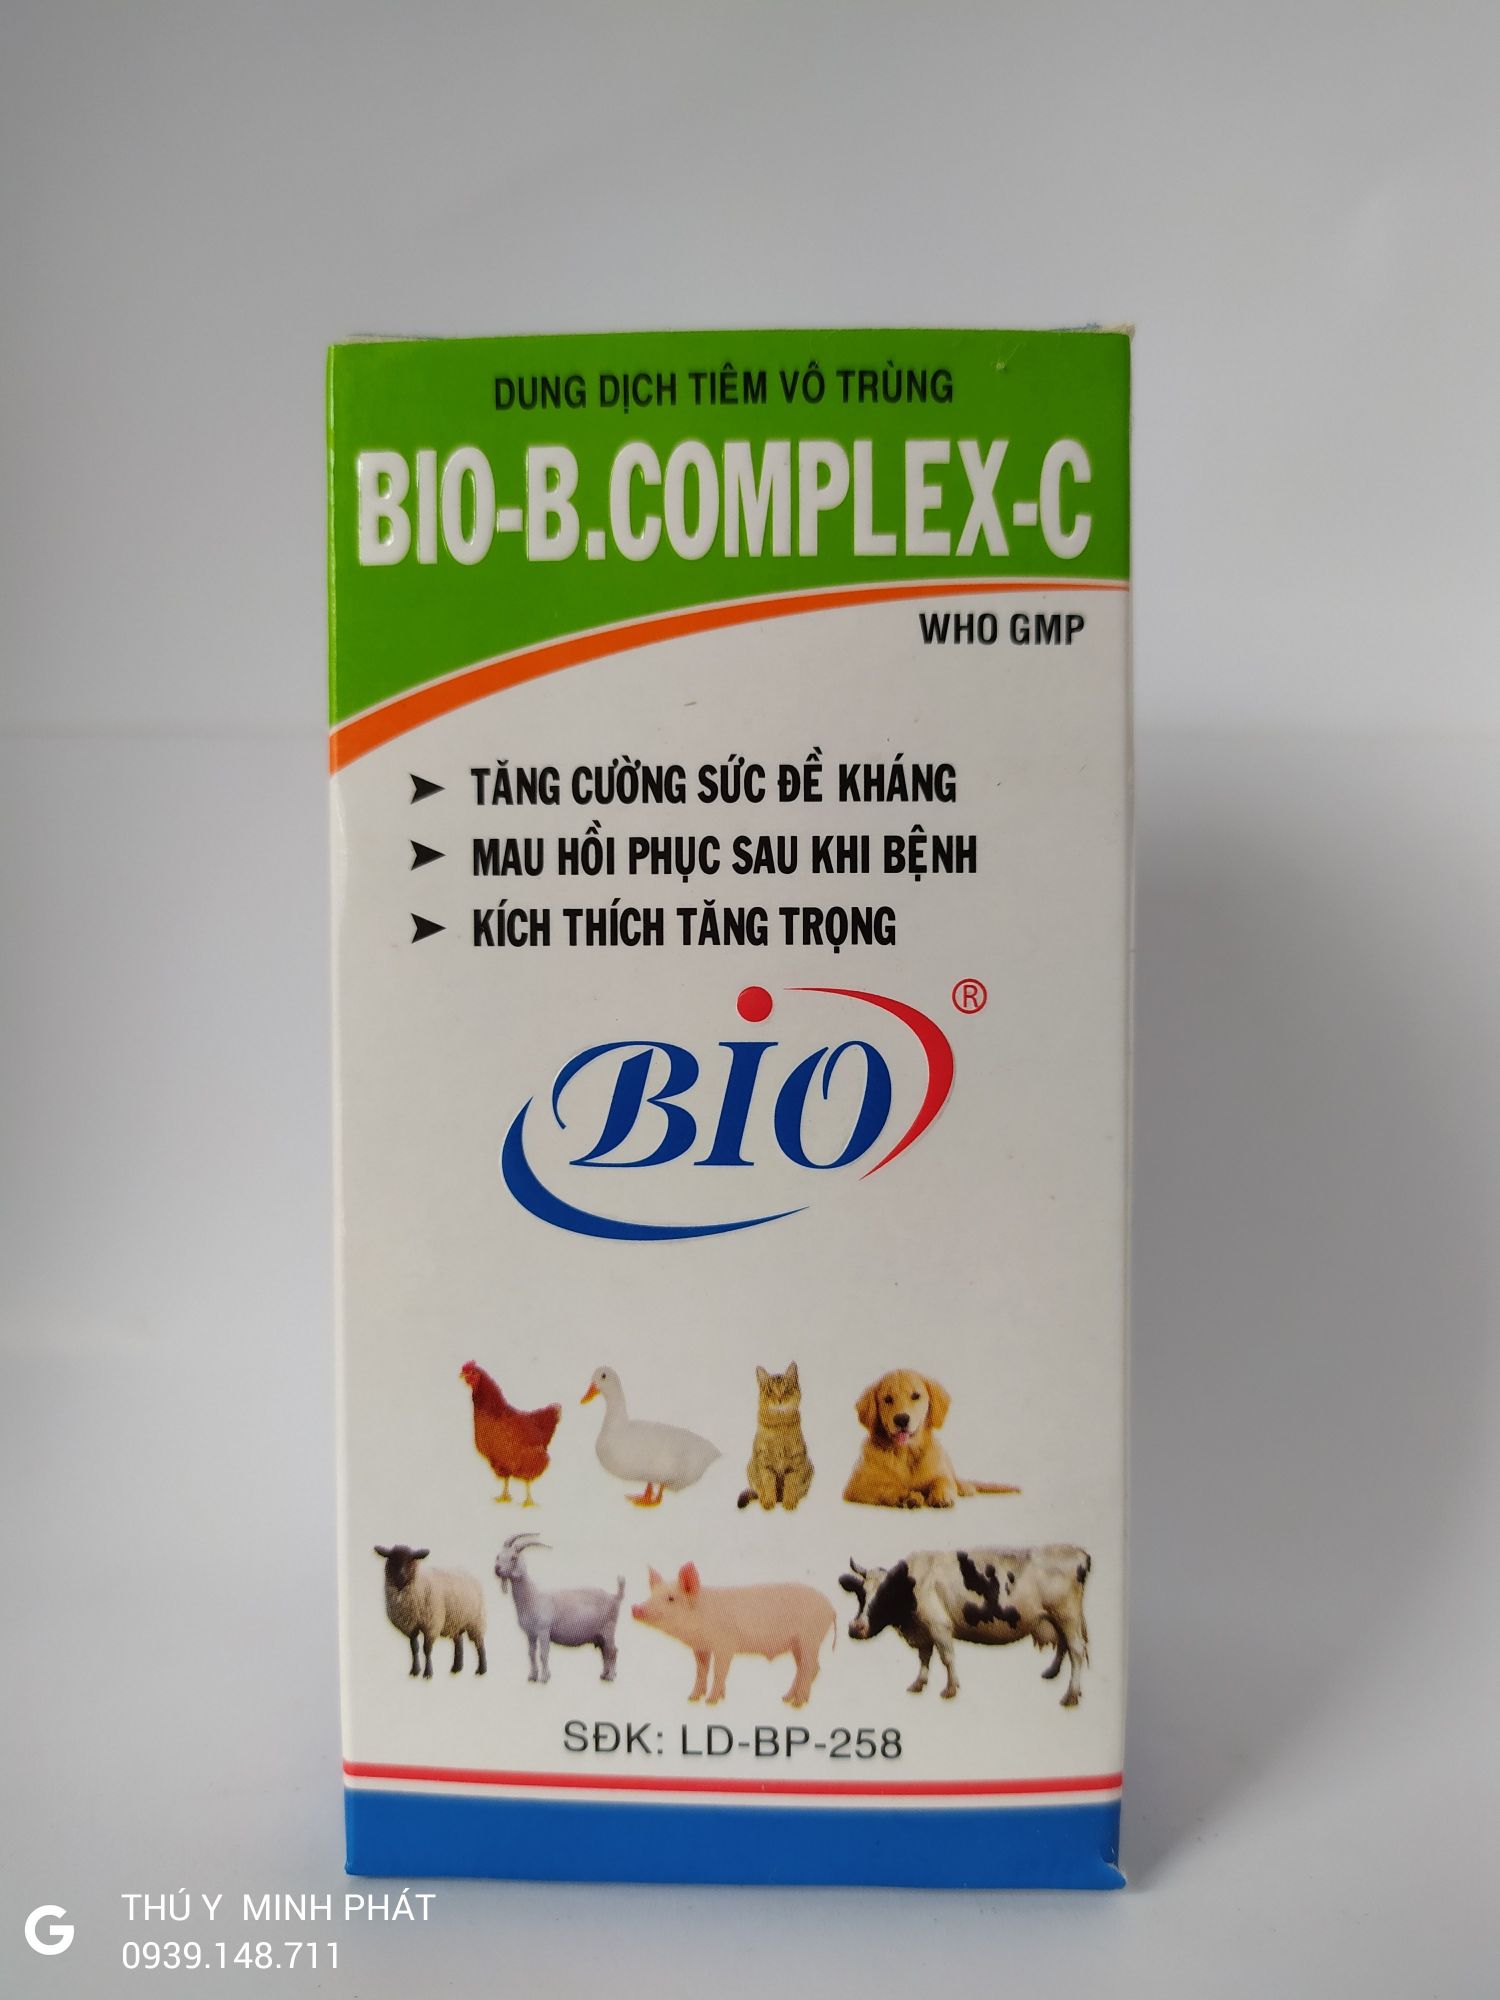 DUNG DỊCH TIÊM VÔ TRÙNG
BIO-B.COMPLEX-C
WHO GMP
➤ TĂNG CƯỜNG SỨC ĐỀ KHÁNG
➤ MAU HỒI PHỤC SAU KHI BỆNH
➤ KÍCH THÍCH TĂNG TRỌNG
BIO®
SĐK: LD-BP-258
G THÚ Y MINH PHÁT
0939.148.711